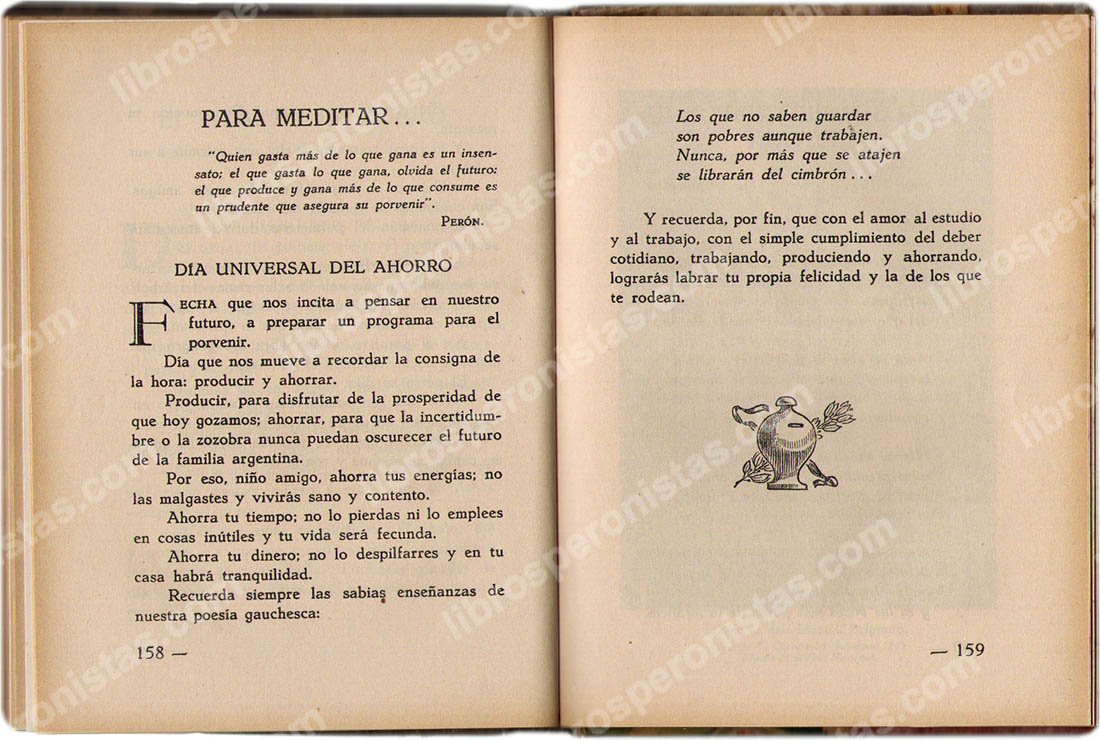 PARA MEDITAR...
"Quien gasta más de lo que gana es un insen-
sato; el que gasta lo que gana, olvida el futuro:
el que produce y gana más de lo que consume es
un prudente que asegura su porvenir".
PERÓN.
DÍA UNIVERSAL DEL AHORRO
FECHA que nos incita a pensar en nuestro
futuro, a preparar un programa para el
porvenir.
Día que nos mueve a recordar la consigna de
la hora: producir y ahorrar.
Producir, para disfrutar de la prosperidad de
que hoy gozamos; ahorrar, para que la incertidum-
bre o la zozobra nunca puedan oscurecer el futuro
de la familia argentina.
Por eso, niño amigo, ahorra tus energías; no
las malgastes y vivirás sano y contento.
Ahorra tu tiempo; no lo pierdas ni lo emplees
en cosas inútiles y tu vida será fecunda.
Ahorra tu dinero; no lo despilfarres y en tu
casa habrá tranquilidad.
Recuerda siempre las sabias enseñanzas de
nuestra poesía gauchesca:
158 —
Los que no saben guardar
son pobres aunque trabajen.
Nunca, por más que se atajen
se librarán del cimbrón...
Y recuerda, por fin, que con el amor al estudio
y al trabajo, con el simple cumplimiento del deber
cotidiano, trabajando, produciendo y ahorrando,
lograrás labrar tu propia felicidad y la de los que
te rodean.
— 159
librosperonistas.com